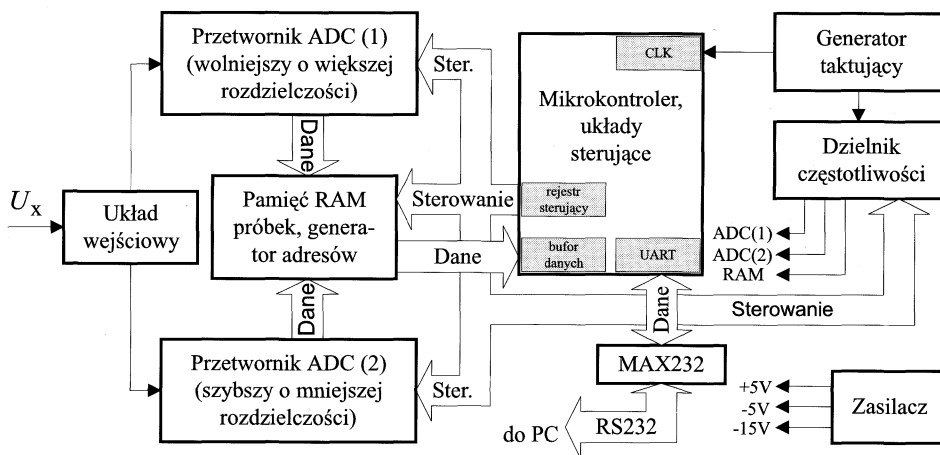 Przetwornik ADC (1)
(wolniejszy o większej
rozdzielczości)
Ster.
CLK
Generator
taktujący
Mikrokontroler,
układy
sterujące
Dane
Dzielnik
częstotliwości
Pamięć RAM
próbek, genera-
tor adresów
Sterowanie
rejestr
sterujący
Ux
Układ
wejściowy
Dane
bufor
danych
UART
ADC(1)
ADC(2)
RAM
Dane
Dane
Sterowanie
Przetwornik ADC (2)
(szybszy o mniejszej
rozdzielczości)
Ster.
MAX232
RS232
do PC
+5V
-5V
-15V
Zasilacz